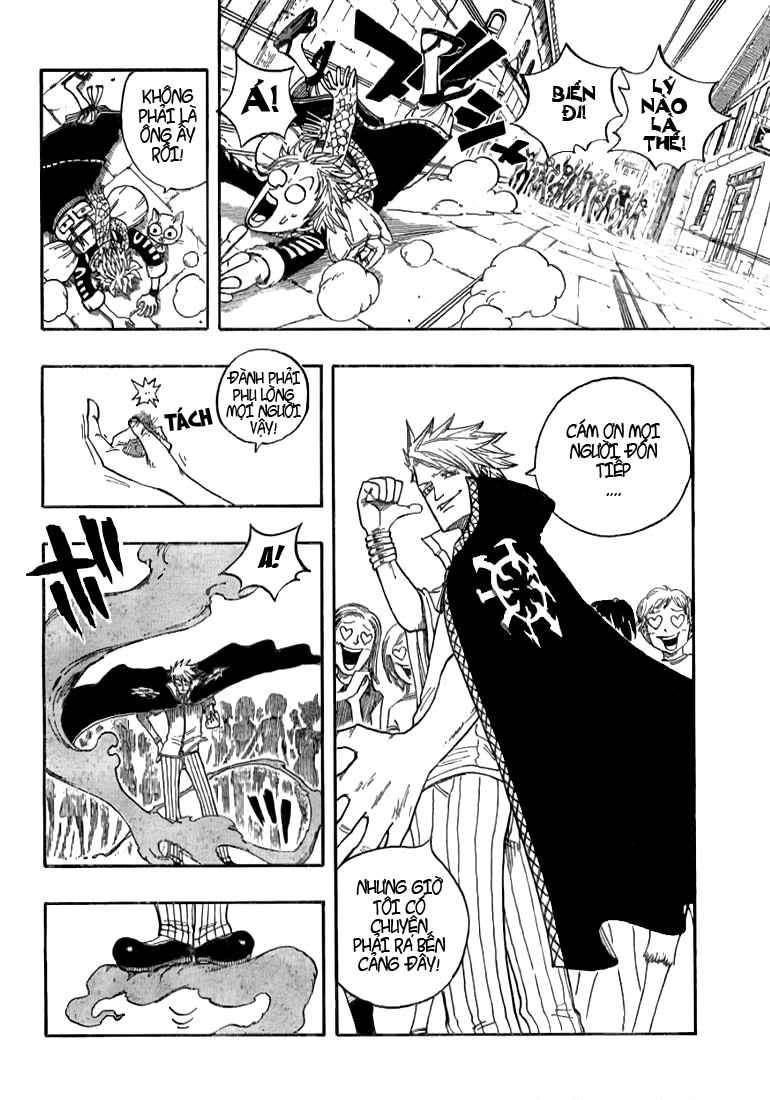 LÝ
NÀO
LÀ
THẾ!
BIẾN
ĐI!
Á!
KHÔNG
PHẢI LÀ
ÔNG ẤY
RỒI!
CÁM ƠN MỌI
NGƯỜI ĐÓN
TIẾP
....
NHƯNG GIỜ
TÔI CÓ
CHUYỆN
PHẢI RA BẾN
CẢNG ĐÂY!
ĐÀNH PHẢI
PHỤ LÒNG
MỌI NGƯỜI
VẬY!
TÁCH
A!